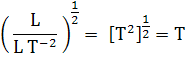 (L / L T⁻²)^(1/2) = [T²]^(1/2) = T